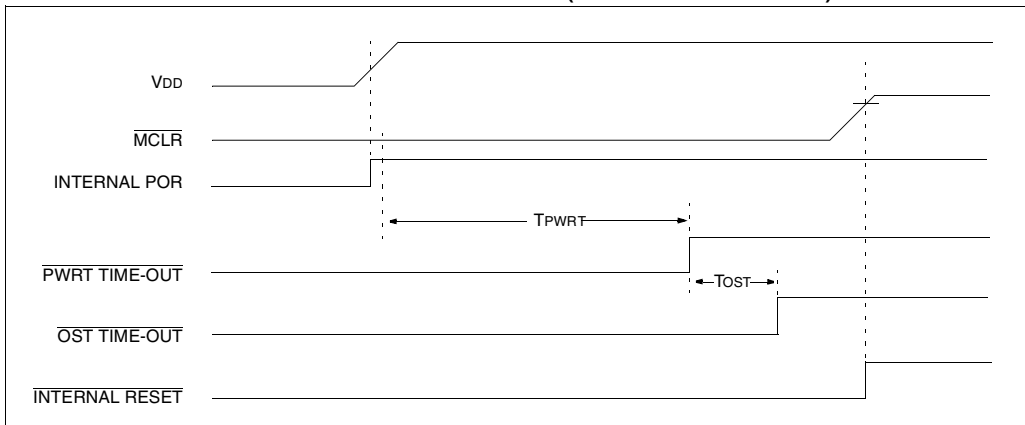 VDD
MCLR
INTERNAL POR
TPWRT
PWRT TIME-OUT
TOST
OST TIME-OUT
INTERNAL RESET